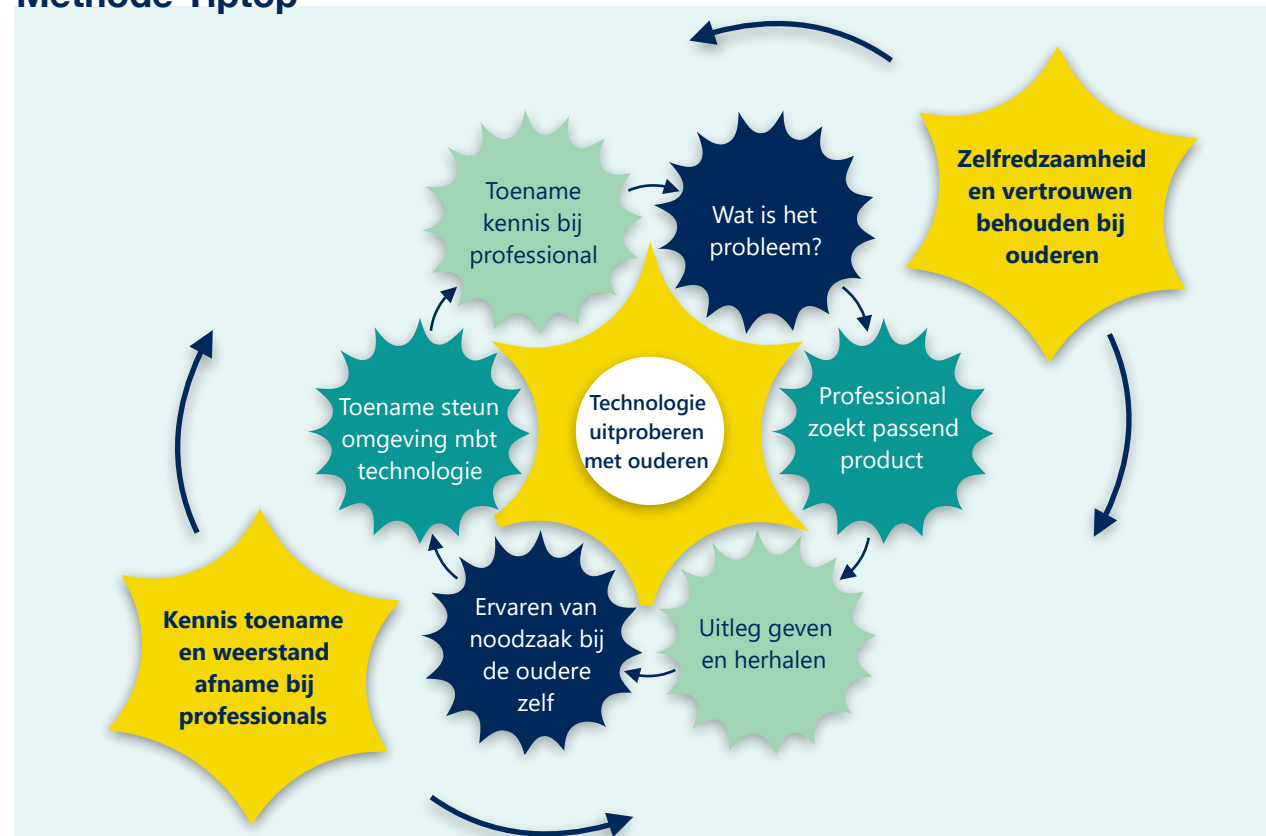 Methode Tiptop
Toename
kennis bij
professional
Wat is het
probleem?
Zelfredzaamheid
en vertrouwen
behouden bij
ouderen
Technologie
uitproberen
met ouderen
Professional
zoekt passend
product
Uitleg geven
en herhalen
Ervaren van
noodzaak bij
de oudere
zelf
Toename steun
omgeving mbt
technologie
Kennis toename
en weerstand
afname bij
professionals